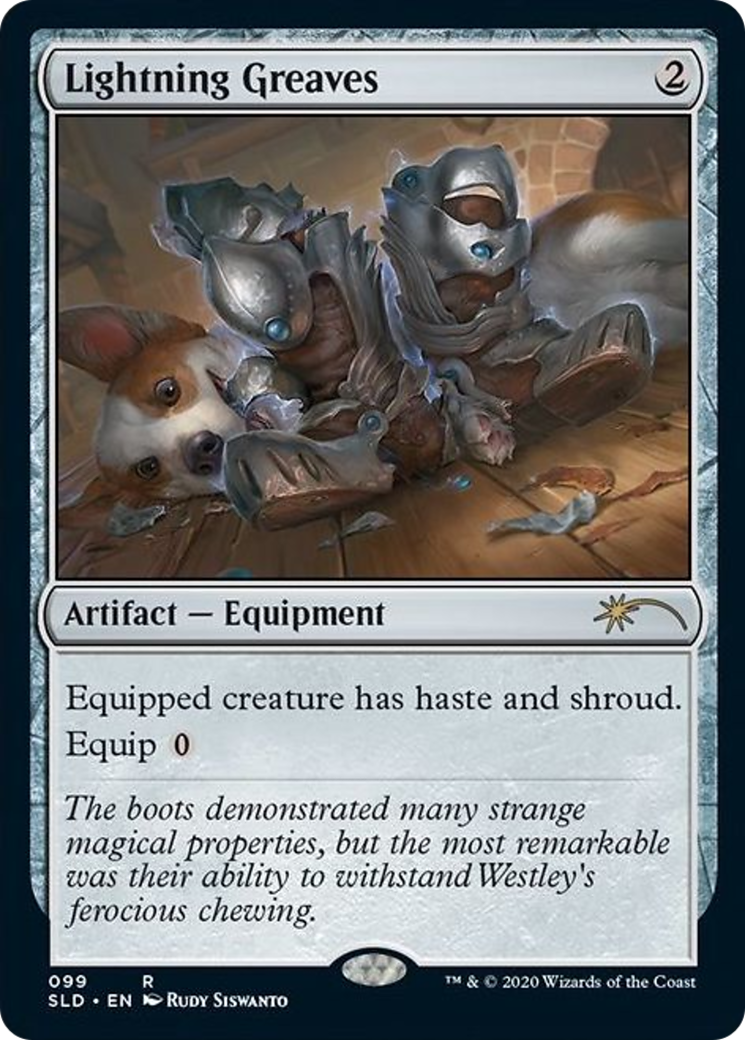 Lightning Greaves 2
Artifact — Equipment
Equipped creature has haste and shroud.
Equip 0
The boots demonstrated many strange
magical properties, but the most remarkable
was their ability to withstand Westley's
ferocious chewing.
099 R
SLD • EN Rudy Siswanto
™ & © 2020 Wizards of the Coast